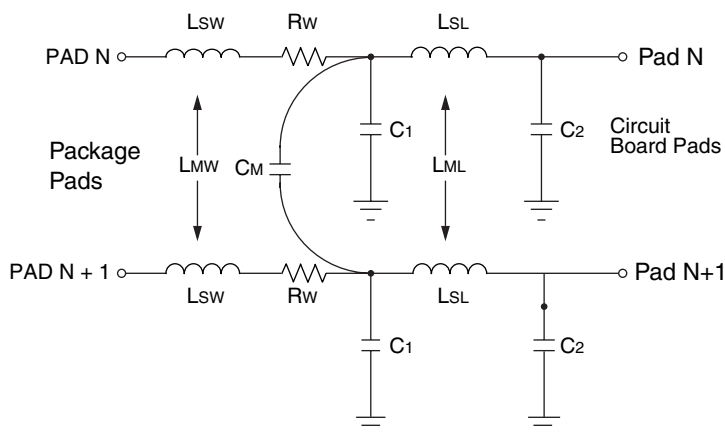 LSW RW LSL
PAD N Pad N
C1 C2 Circuit
Board Pads
Package
Pads
LMW CM LML
PAD N + 1 Pad N+1
LSW RW LSL
C1 C2